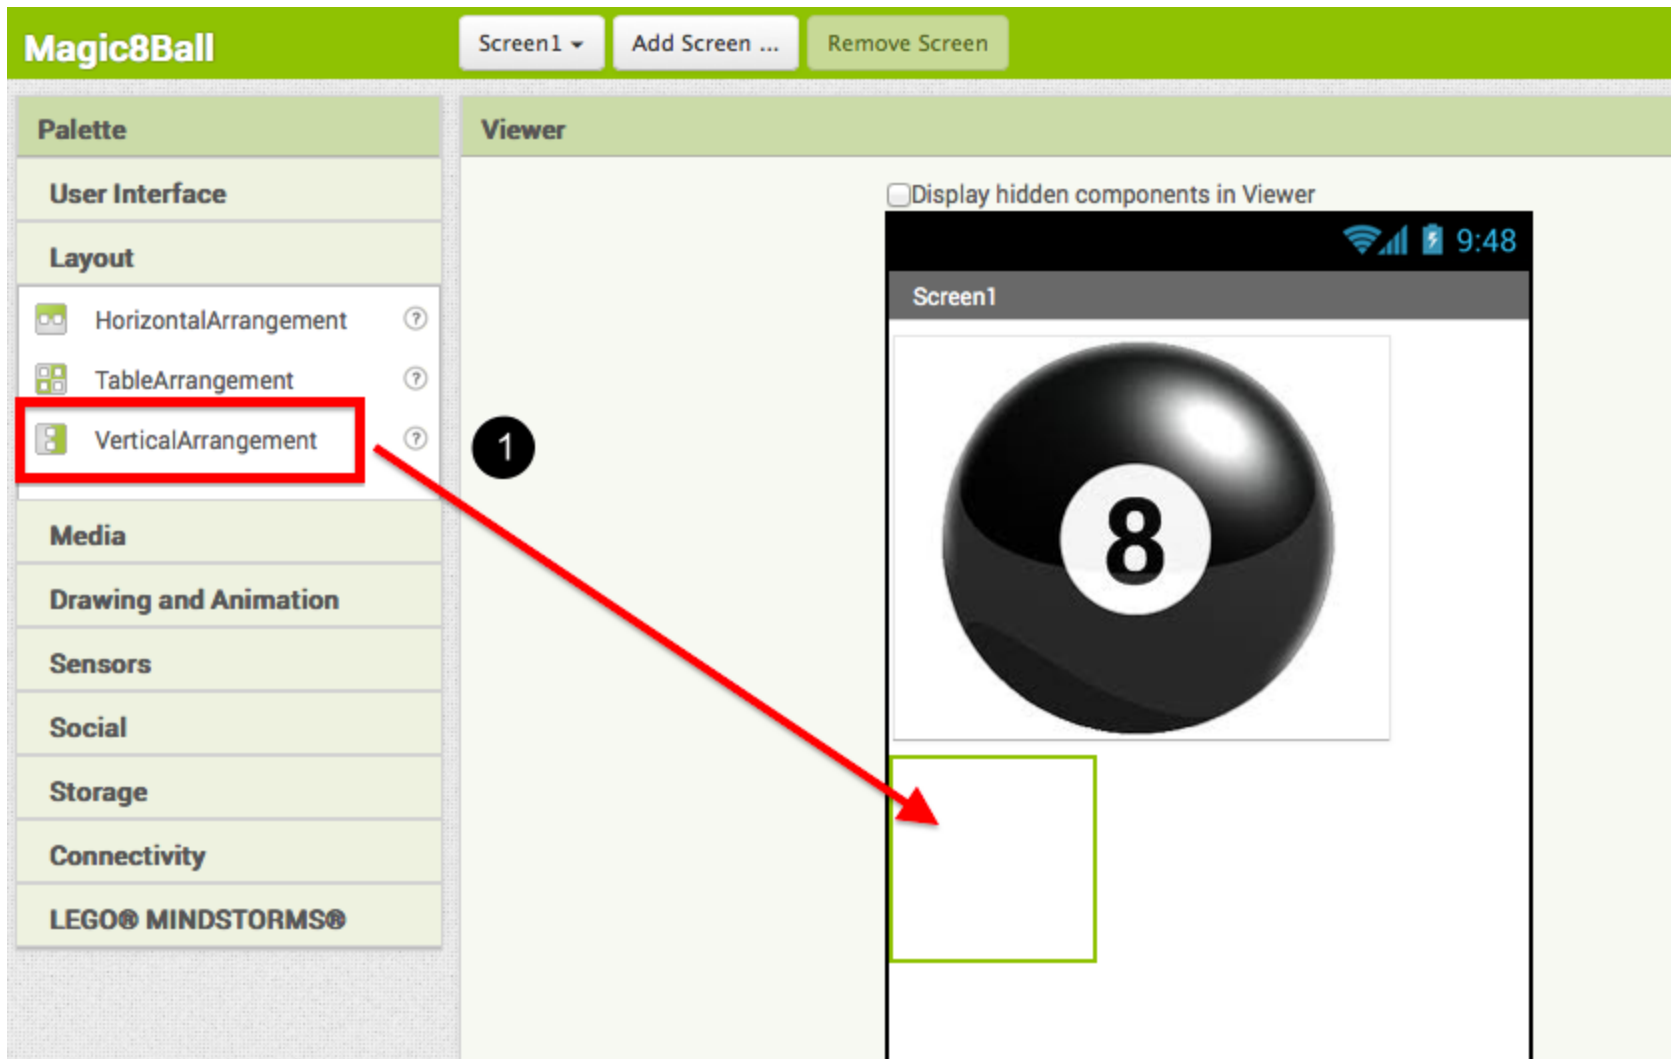 Magic8Ball
Screen1
Add Screen ...
Remove Screen
Palette
User Interface
Layout
HorizontalArrangement ?
TableArrangement ?
VerticalArrangement ?
Media
Drawing and Animation
Sensors
Social
Storage
Connectivity
LEGO® MINDSTORMS®
1
Viewer
Display hidden components in Viewer
9:48
Screen1
8